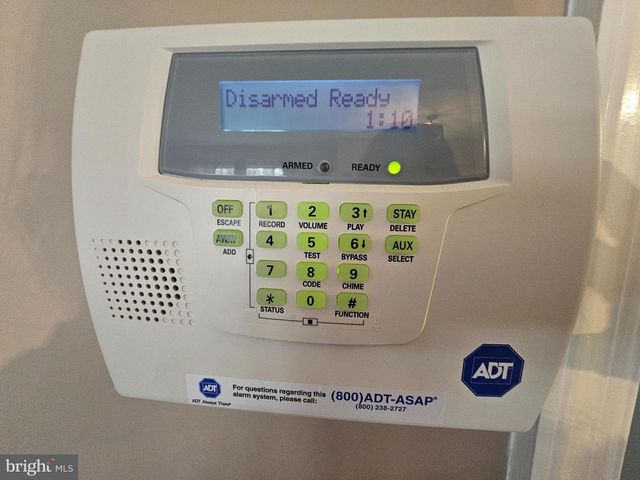 Disarmed Ready
1:10
ARMED READY
OFF 1 2 3↑ STAY
ESCAPE RECORD VOLUME PLAY DELETE
AWAY 4 5 6↓ AUX
ADD TEST BYPASS SELECT
7 8 9
CODE CHIME
* 0 #
STATUS FUNCTION
ADT
ADT Always There®
For questions regarding this
alarm system, please call:
(800)ADT-ASAP®
(800) 238-2727
ADT
bright MLS